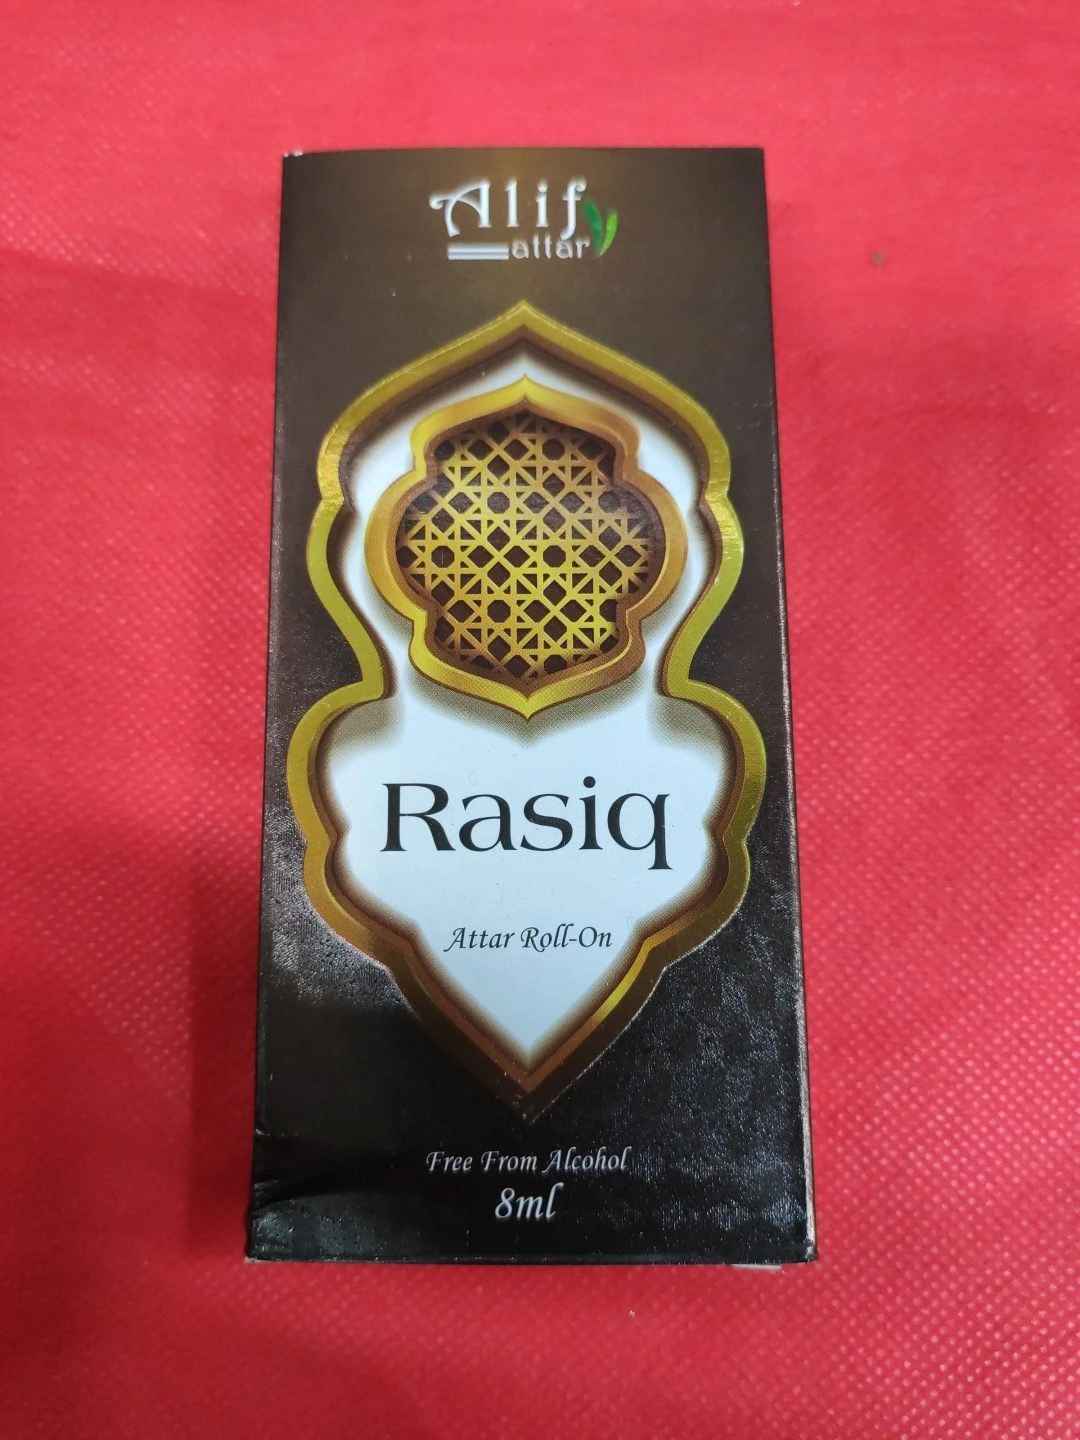 Alif
attar
Rasiq
Attar Roll-On
Free From Alcohol
8ml